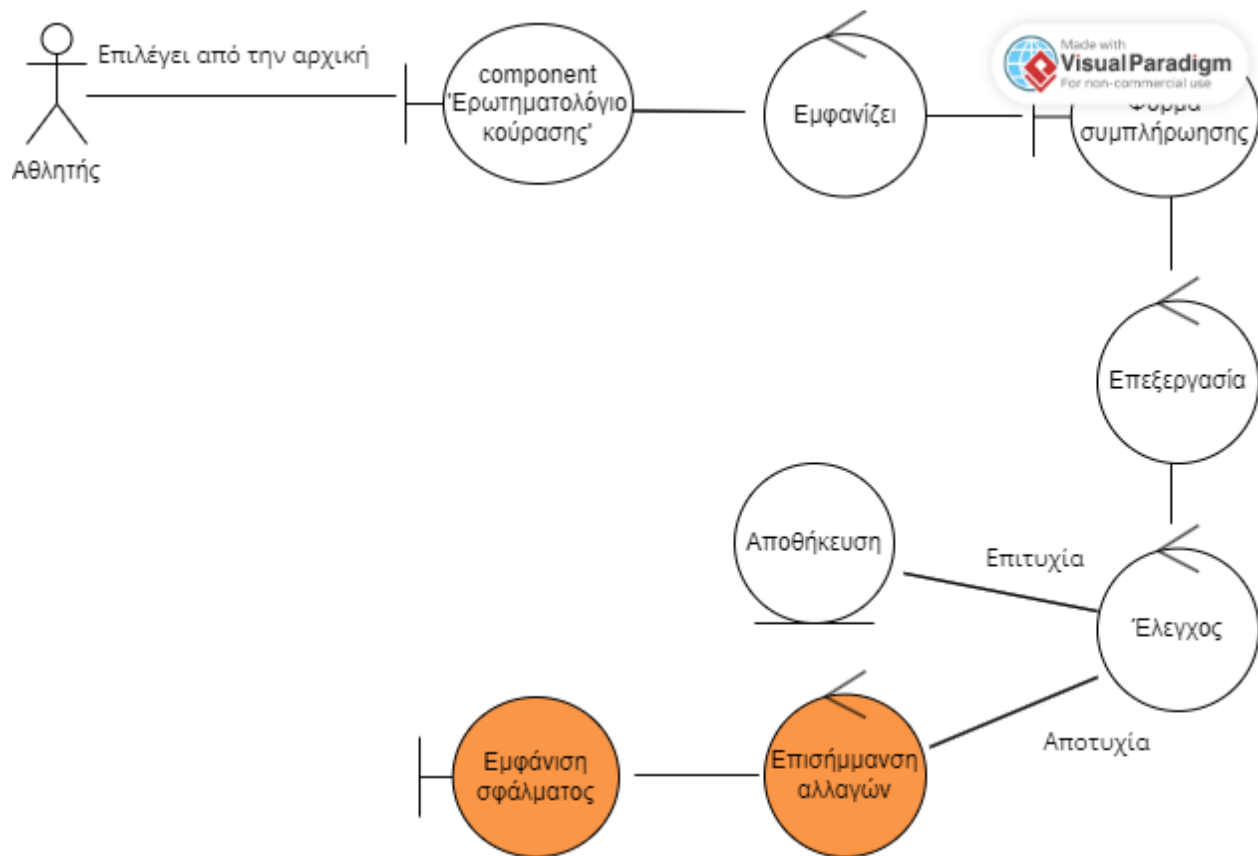 Επιλέγει από την αρχική
Αθλητής
component
'Ερωτηματολόγιο
κούρασης'
Εμφανίζει
Made with
Visual Paradigm
For non-commercial use
συμπλήρωησης
Επεξεργασία
Αποθήκευση
Επιτυχία
Έλεγχος
Αποτυχία
Επισήμμανση
αλλαγών
Εμφάνιση
σφάλματος